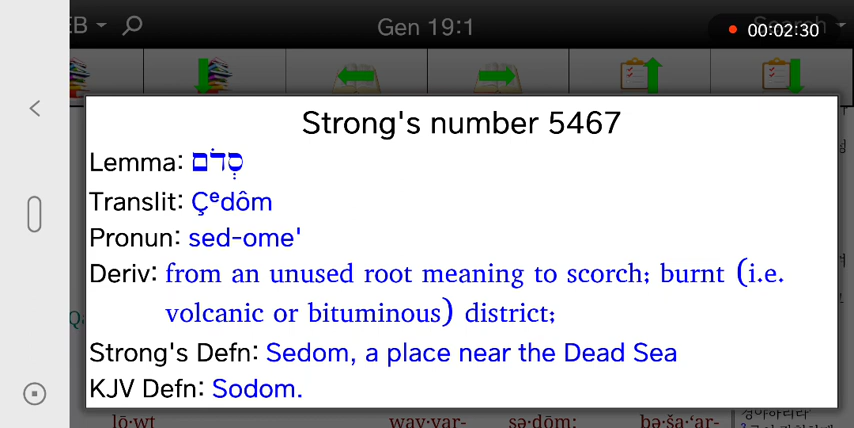 EB
Gen 19:1
00:02:30
Strong's number 5467
Lemma: סְדֹם
Translit: Çᵉdôm
Pronun: sed-ome'
Deriv: from an unused root meaning to scorch; burnt (i.e.
volcanic or bituminous) district;
Strong's Defn: Sedom, a place near the Dead Sea
KJV Defn: Sodom.
lō·wṭ way·yar- sə·ḏōm; bə·ša·‘ar-